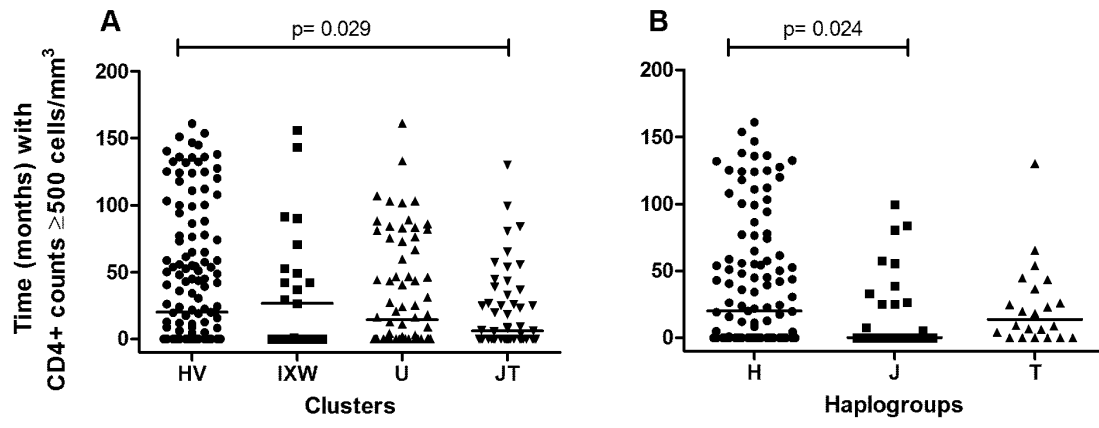 A
p= 0.029
Time (months) with
CD4+ counts ≥500 cells/mm³
200
150
100
50
0
HV IXW U JT
Clusters
B
p= 0.024
200
150
100
50
0
H J T
Haplogroups